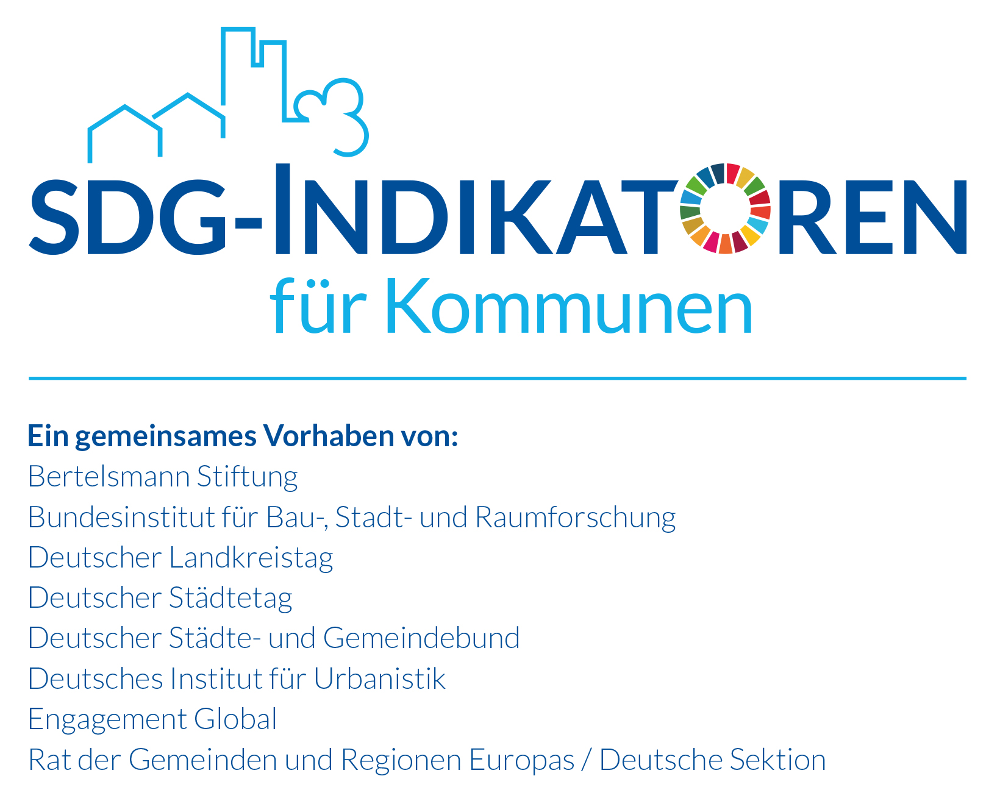 SDG-INDIKATOREN
für Kommunen
Ein gemeinsames Vorhaben von:
Bertelsmann Stiftung
Bundesinstitut für Bau-, Stadt- und Raumforschung
Deutscher Landkreistag
Deutscher Städtetag
Deutscher Städte- und Gemeindebund
Deutsches Institut für Urbanistik
Engagement Global
Rat der Gemeinden und Regionen Europas / Deutsche Sektion